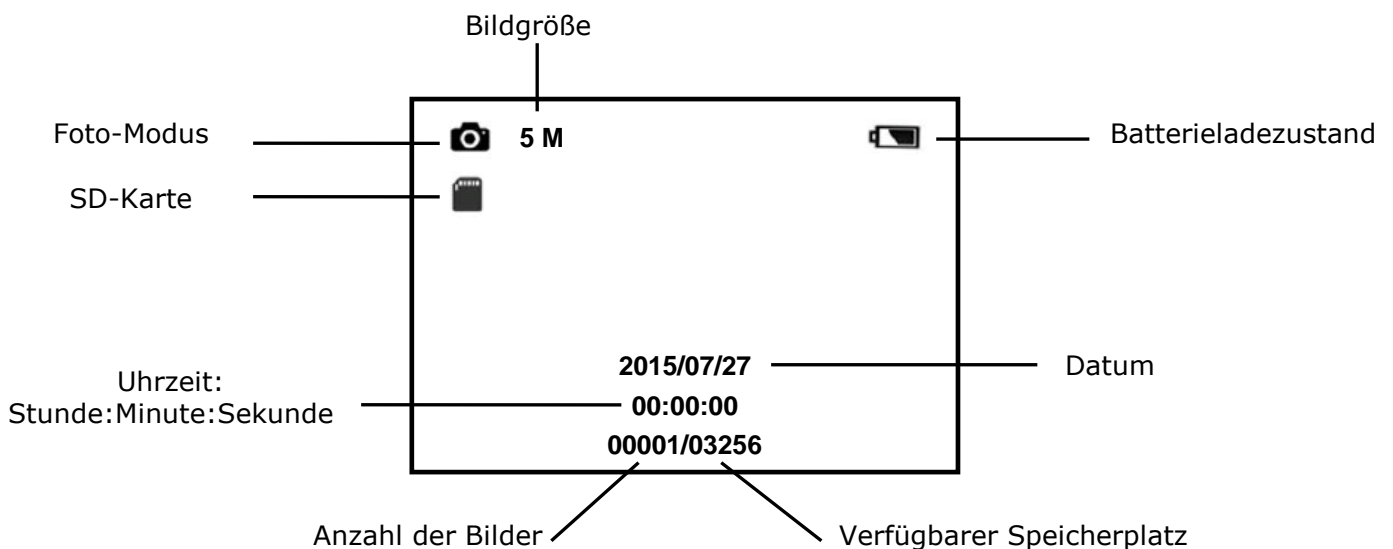 Bildgröße
Foto-Modus
5 M
Batterieladezustand
SD-Karte
2015/07/27
Datum
Uhrzeit:
Stunde:Minute:Sekunde
00:00:00
00001/03256
Anzahl der Bilder
Verfügbarer Speicherplatz